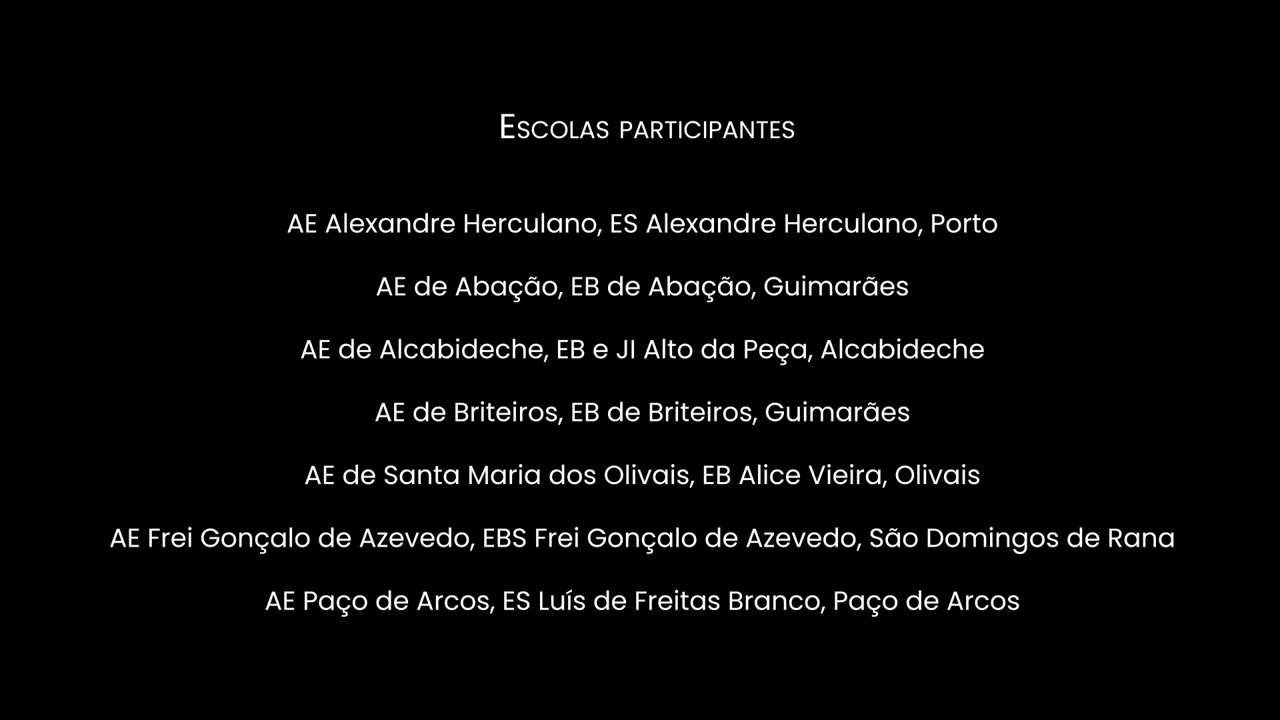 Escolas participantes
AE Alexandre Herculano, ES Alexandre Herculano, Porto
AE de Abação, EB de Abação, Guimarães
AE de Alcabideche, EB e JI Alto da Peça, Alcabideche
AE de Briteiros, EB de Briteiros, Guimarães
AE de Santa Maria dos Olivais, EB Alice Vieira, Olivais
AE Frei Gonçalo de Azevedo, EBS Frei Gonçalo de Azevedo, São Domingos de Rana
AE Paço de Arcos, ES Luís de Freitas Branco, Paço de Arcos